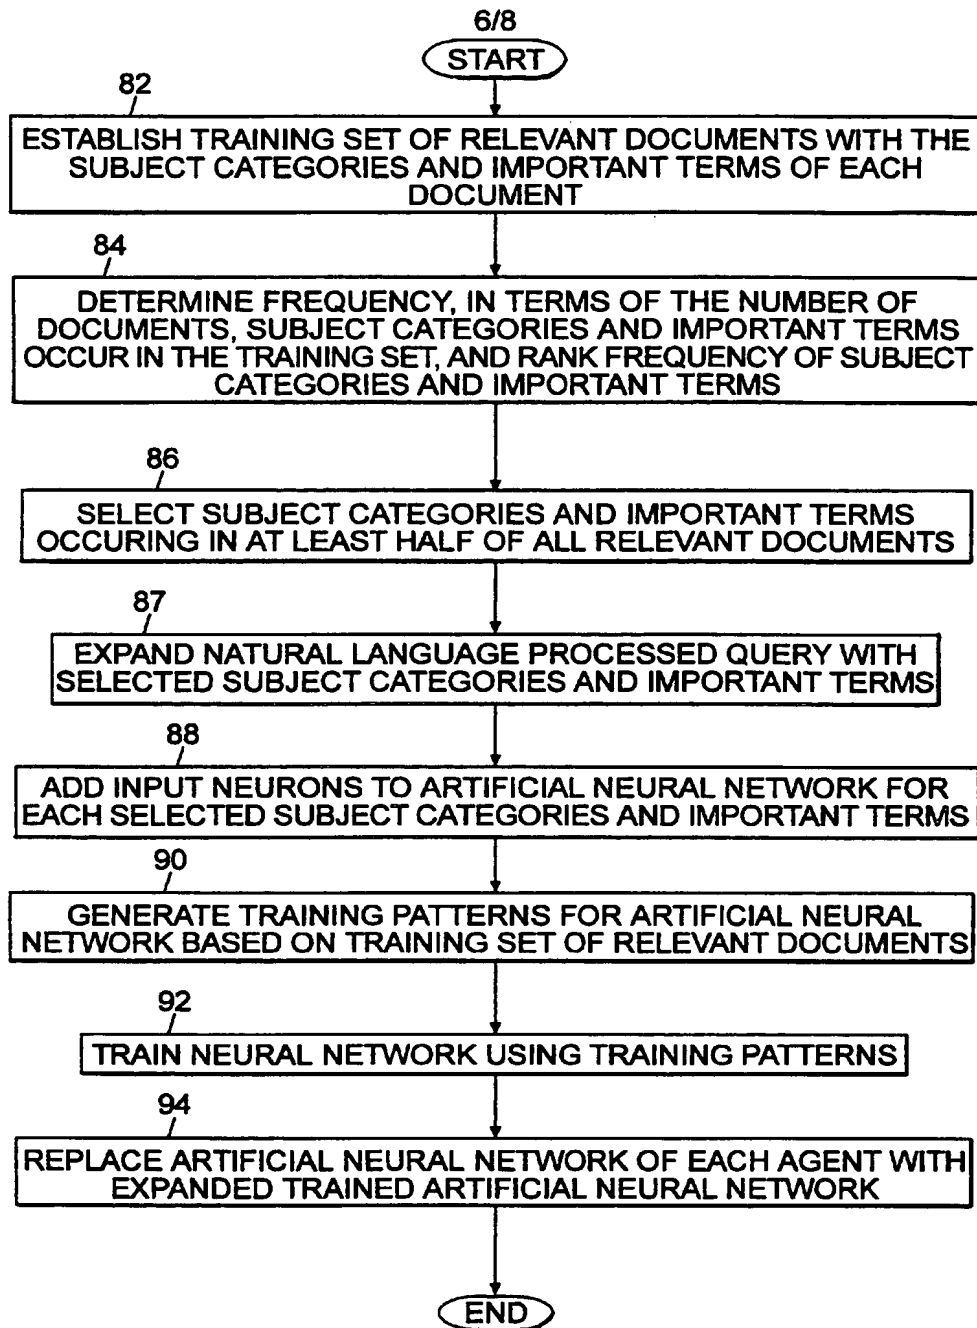 6/8
START
82
ESTABLISH TRAINING SET OF RELEVANT DOCUMENTS WITH THE
SUBJECT CATEGORIES AND IMPORTANT TERMS OF EACH
DOCUMENT
84
DETERMINE FREQUENCY, IN TERMS OF THE NUMBER OF
DOCUMENTS, SUBJECT CATEGORIES AND IMPORTANT TERMS
OCCUR IN THE TRAINING SET, AND RANK FREQUENCY OF SUBJECT
CATEGORIES AND IMPORTANT TERMS
86
SELECT SUBJECT CATEGORIES AND IMPORTANT TERMS
OCCURING IN AT LEAST HALF OF ALL RELEVANT DOCUMENTS
87
EXPAND NATURAL LANGUAGE PROCESSED QUERY WITH
SELECTED SUBJECT CATEGORIES AND IMPORTANT TERMS
88
ADD INPUT NEURONS TO ARTIFICIAL NEURAL NETWORK FOR
EACH SELECTED SUBJECT CATEGORIES AND IMPORTANT TERMS
90
GENERATE TRAINING PATTERNS FOR ARTIFICIAL NEURAL
NETWORK BASED ON TRAINING SET OF RELEVANT DOCUMENTS
92
TRAIN NEURAL NETWORK USING TRAINING PATTERNS
94
REPLACE ARTIFICIAL NEURAL NETWORK OF EACH AGENT WITH
EXPANDED TRAINED ARTIFICIAL NEURAL NETWORK
END